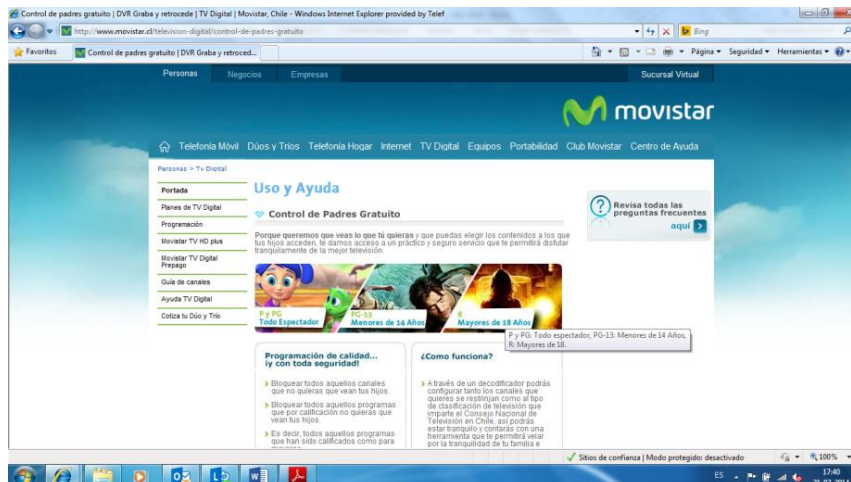 Control de padres gratuito | DVR Graba y retrocede | TV Digital | Movistar, Chile - Windows Internet Explorer provided by Telef
http://www.movistar.cl/television-digital/control-de-padres-gratuito
Bing
Favoritos
Control de padres gratuito | DVR Graba y retroced...
Página
Seguridad
Herramientas
Personas
Negocios
Empresas
Sucursal Virtual
movistar
Telefonía Móvil
Dúos y Tríos
Telefonía Hogar
Internet
TV Digital
Equipos
Portabilidad
Club Movistar
Centro de Ayuda
Personas > Tv Digital
Portada
Planes de TV Digital
Programación
Movistar TV HD plus
Movistar TV Digital
Prepago
Guía de canales
Ayuda TV Digital
Cotiza tu Dúo y Trío
Uso y Ayuda
Control de Padres Gratuito
Porque queremos que veas lo que tú quieras y que puedas elegir los contenidos a los que
tus hijos acceden, te damos acceso a un práctico y seguro servicio que te permitirá disfutar
tranquilamente de la mejor televisión.
P y PG
Todo Espectador
PG-13
Menores de 14 Años
R
Mayores de 18 Años
P y PG: Todo espectador, PG-13: Menores de 14 Años,
R: Mayores de 18.
Revisa todas las
preguntas frecuentes
aquí
Programación de calidad...
¡y con toda seguridad!
Bloquear todos aquellos canales
que no quieras que vean tus hijos.
Bloquear todos aquellos programas
que por calificación no quieras que
vean tus hijos.
Es decir, todos aquellos programas
que han sido calificados como para
¿Como funciona?
A través de un decodificador podrás
configurar tanto los canales que
quieres se restrinjan como al tipo
de clasificación de televisión que
imparte el Consejo Nacional de
Televisión en Chile, así podrás
estar tranquilo y contarás con una
herramienta que te permitirá velar
por la tranquilidad de tu familia e
Sitios de confianza | Modo protegido: desactivado
100%
ES
17:40